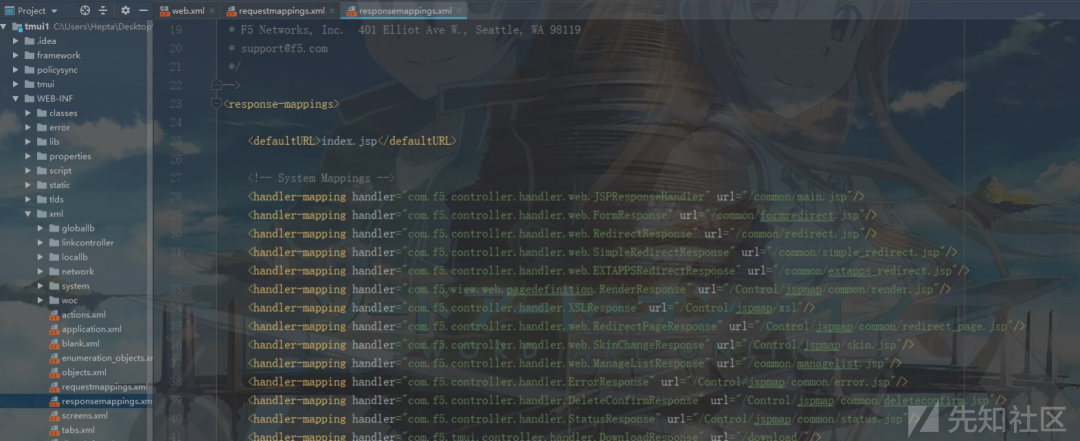 Project
web.xml
requestmappings.xml
responsemappings.xml
tmui1 C:\Users\Hepta\Desktop\
.idea
framework
policysync
tmui
WEB-INF
classes
error
lib
properties
script
static
tlds
xml
globallb
linkcontroller
locallb
network
system
woc
actions.xml
application.xml
blank.xml
enumeration_objects.xm
objects.xml
requestmappings.xml
responsemappings.xm
screens.xml
tabs.xml
19 * F5 Networks, Inc. 401 Elliot Ave W., Seattle, WA 98119
20 * support@f5.com
21 */
22 -->
23 <response-mappings>
24
25 <defaultURL>index.jsp</defaultURL>
26
27 <!-- System Mappings -->
28 <handler-mapping handler="com.f5.controller.handler.web.JSPResponseHandler" url="/common/main.jsp"/>
29 <handler-mapping handler="com.f5.controller.handler.web.FormResponse" url="/common/formredirect.jsp"/>
30 <handler-mapping handler="com.f5.controller.handler.web.RedirectResponse" url="/common/redirect.jsp"/>
31 <handler-mapping handler="com.f5.controller.handler.web.SimpleRedirectResponse" url="/common/simple_redirect.jsp"/>
32 <handler-mapping handler="com.f5.controller.handler.web.EXTAPPSRedirectResponse" url="/common/extapps_redirect.jsp"/>
33 <handler-mapping handler="com.f5.view.web.pagedefinition.RenderResponse" url="/Control/jspmap/common/render.jsp"/>
34 <handler-mapping handler="com.f5.controller.handler.XSLResponse" url="/Control/jspmap/xsl"/>
35 <handler-mapping handler="com.f5.controller.handler.web.RedirectPageResponse" url="/Control/jspmap/common/redirect_page.jsp"/>
36 <handler-mapping handler="com.f5.controller.handler.web.SkinChangeResponse" url="/Control/jspmap/skin.jsp"/>
37 <handler-mapping handler="com.f5.controller.handler.web.ManageListResponse" url="/common/managelist.jsp"/>
38 <handler-mapping handler="com.f5.controller.handler.ErrorResponse" url="/Control/jspmap/common/error.jsp"/>
39 <handler-mapping handler="com.f5.controller.handler.DeleteConfirmResponse" url="/Control/jspmap/common/deleteconfirm.jsp"/>
40 <handler-mapping handler="com.f5.controller.handler.StatusResponse" url="/Control/jspmap/common/status.jsp"/>
41 <handler-mapping handler="com.f5.tmui.controller.handler.DownloadResponse" url="/download/"/>
先知社区